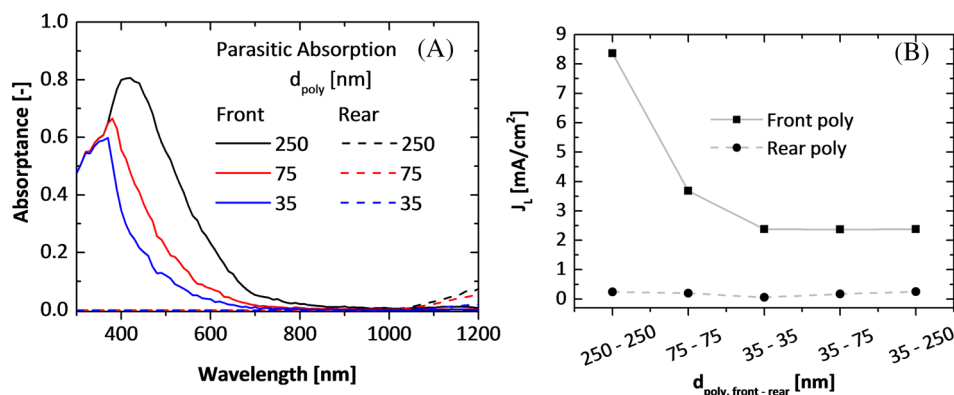 Parasitic Absorption (A)
d_poly [nm]
Front Rear
250 250
75 75
35 35
Absorptance [-]
1.0
0.8
0.6
0.4
0.2
0.0
400 600 800 1000 1200
Wavelength [nm]
(B)
Front poly
Rear poly
J_L [mA/cm²]
9
8
7
6
5
4
3
2
1
0
250 - 250
75 - 75
35 - 35
35 - 75
35 - 250
d_poly, front - rear [nm]